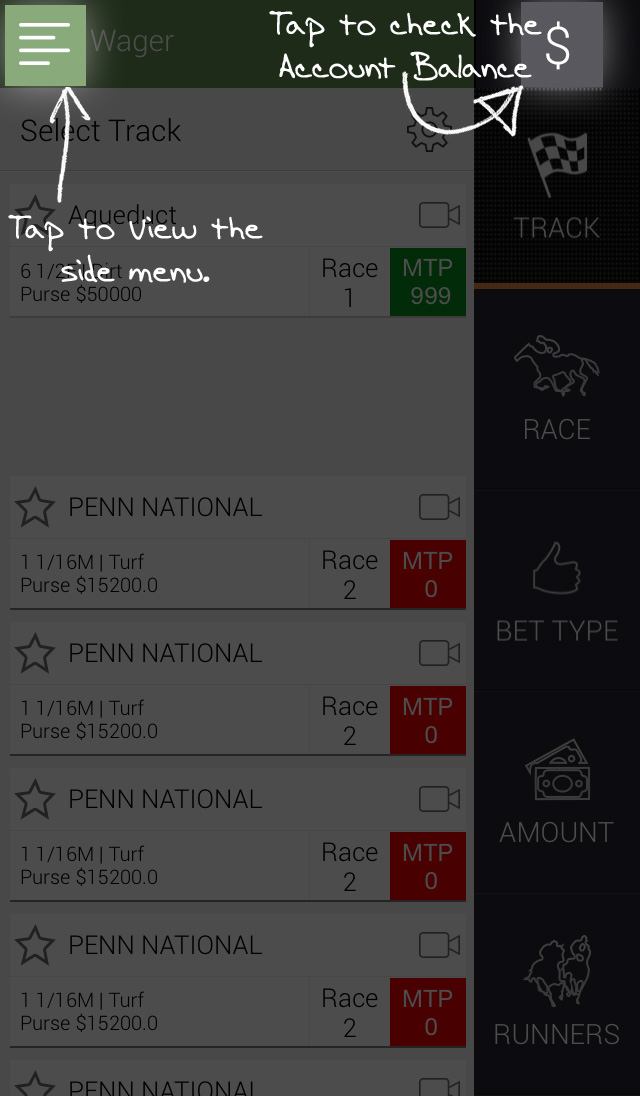 Wager
Tap to check the
Account Balance
$
Select Track
TRACK
Aqueduct
Tap to View the
side menu.
6 1/2F | Dirt
Purse $50000
Race
1
MTP
999
RACE
PENN NATIONAL
1 1/16M | Turf
Purse $15200.0
Race
2
MTP
0
BET TYPE
PENN NATIONAL
1 1/16M | Turf
Purse $15200.0
Race
2
MTP
0
AMOUNT
PENN NATIONAL
1 1/16M | Turf
Purse $15200.0
Race
2
MTP
0
RUNNERS
PENN NATIONAL
1 1/16M | Turf
Purse $15200.0
Race
2
MTP
0
PENN NATIONAL